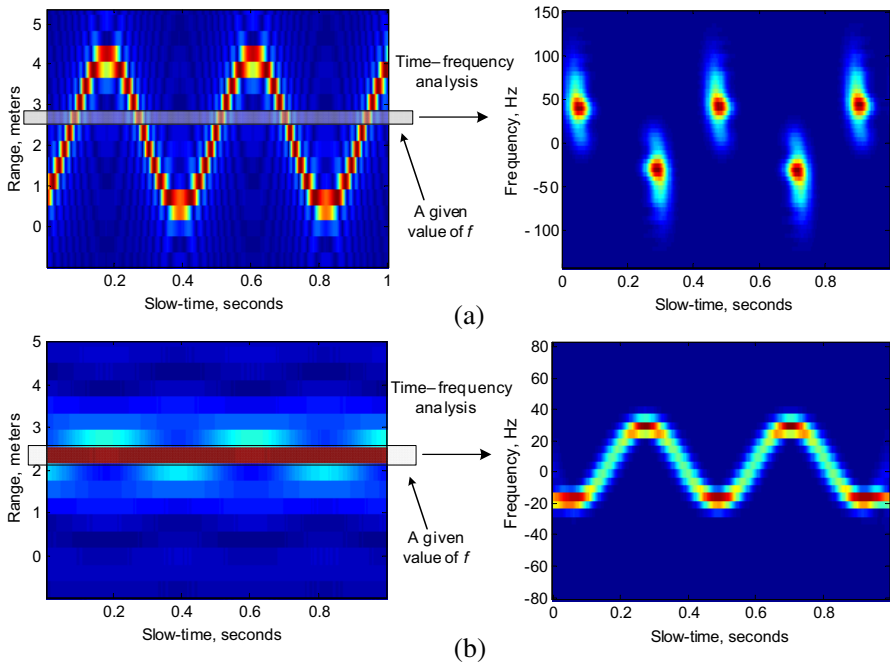 5
4
3
2
1
0
Range, meters
0.2
0.4
0.6
0.8
1
Slow-time, seconds
Time–frequency
analysis
A given
value of f
150
100
50
0
-50
- 100
Frequency, Hz
0
0.2
0.4
0.6
0.8
Slow-time, seconds
(a)
5
4
3
2
1
0
Range, meters
0.2
0.4
0.6
0.8
Slow-time, seconds
Time–frequency
analysis
A given
value of f
80
60
40
20
0
-20
-40
-60
-80
Frequency, Hz
0
0.2
0.4
0.6
0.8
Slow-time, seconds
(b)